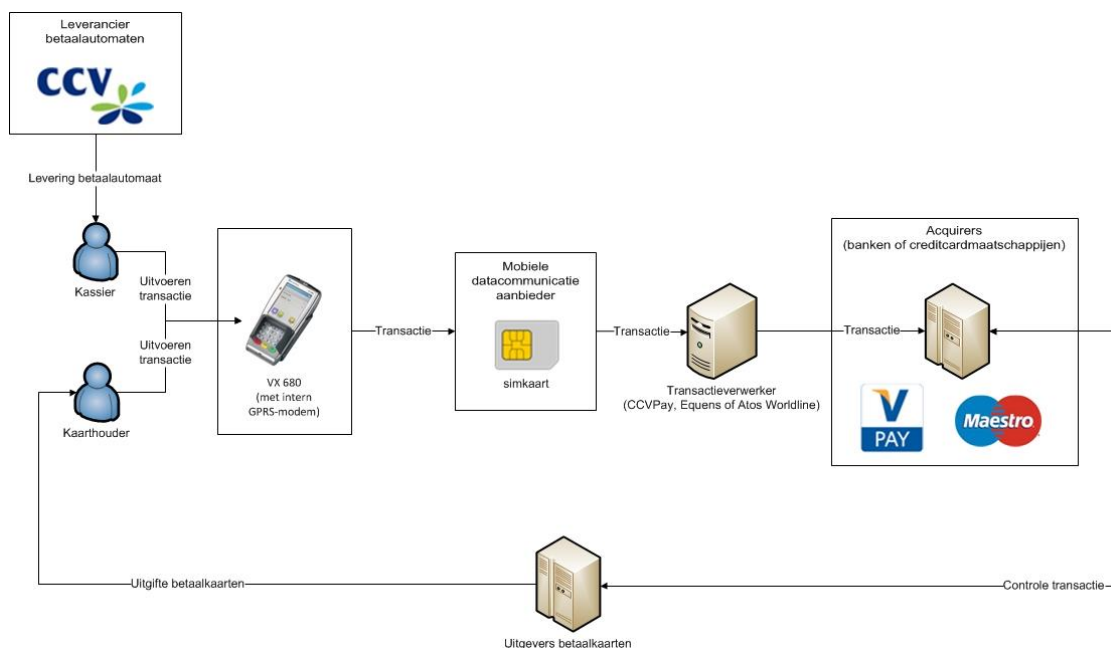 Leverancier
betaalautomaten
CCV
Levering betaalautomaat
Kassier
Uitvoeren
transactie
Uitvoeren
transactie
Kaarthouder
VX 680
(met intern
GPRS-modem)
Transactie
Mobiele
datacommunicatie
aanbieder
simkaart
Transactie
Transactieverwerker
(CCVPay, Equens of Atos Worldline)
Transactie
Acquirers
(banken of creditcardmaatschappijen)
V
PAY
Maestro
Uitgifte betaalkaarten
Uitgevers betaalkaarten
Controle transactie